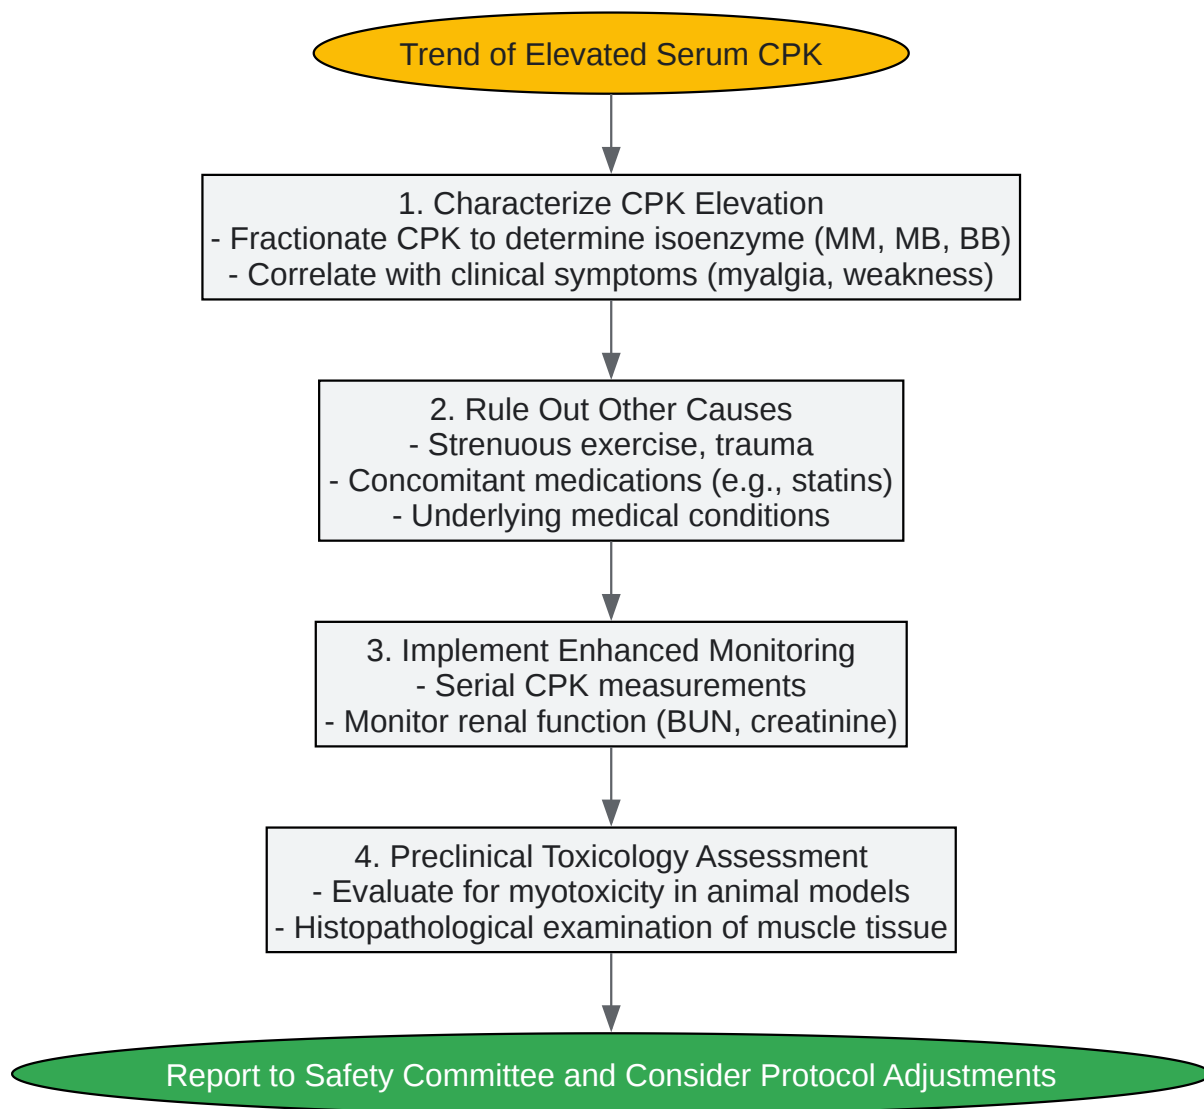 Trend of Elevated Serum CPK
1. Characterize CPK Elevation
- Fractionate CPK to determine isoenzyme (MM, MB, BB)
- Correlate with clinical symptoms (myalgia, weakness)
2. Rule Out Other Causes
- Strenuous exercise, trauma
- Concomitant medications (e.g., statins)
- Underlying medical conditions
3. Implement Enhanced Monitoring
- Serial CPK measurements
- Monitor renal function (BUN, creatinine)
4. Preclinical Toxicology Assessment
- Evaluate for myotoxicity in animal models
- Histopathological examination of muscle tissue
Report to Safety Committee and Consider Protocol Adjustments